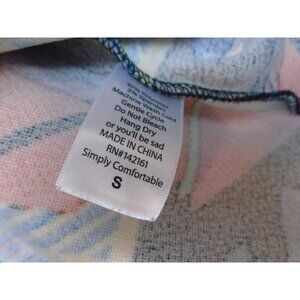 Machine Wash Cold
Gentle Cycle
Do Not Bleach
Hang Dry
or you'll be sad
MADE IN CHINA
RN#142161
Simply Comfortable
S